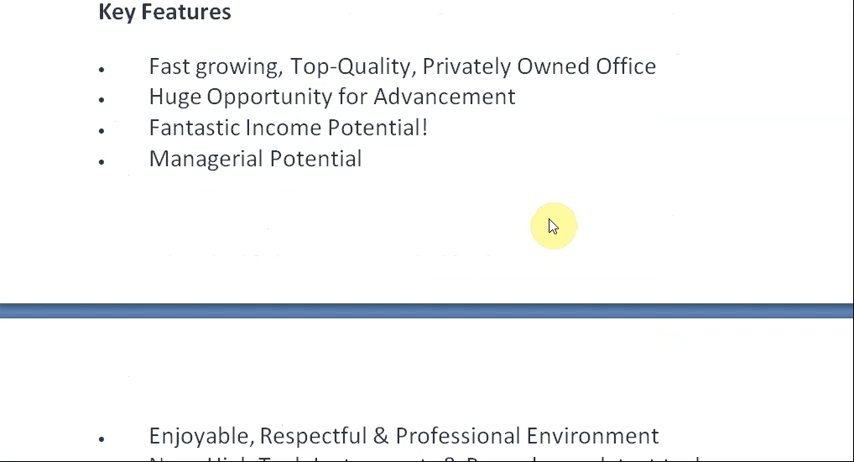 Key Features
• Fast growing, Top-Quality, Privately Owned Office
• Huge Opportunity for Advancement
• Fantastic Income Potential!
• Managerial Potential
• Enjoyable, Respectful & Professional Environment